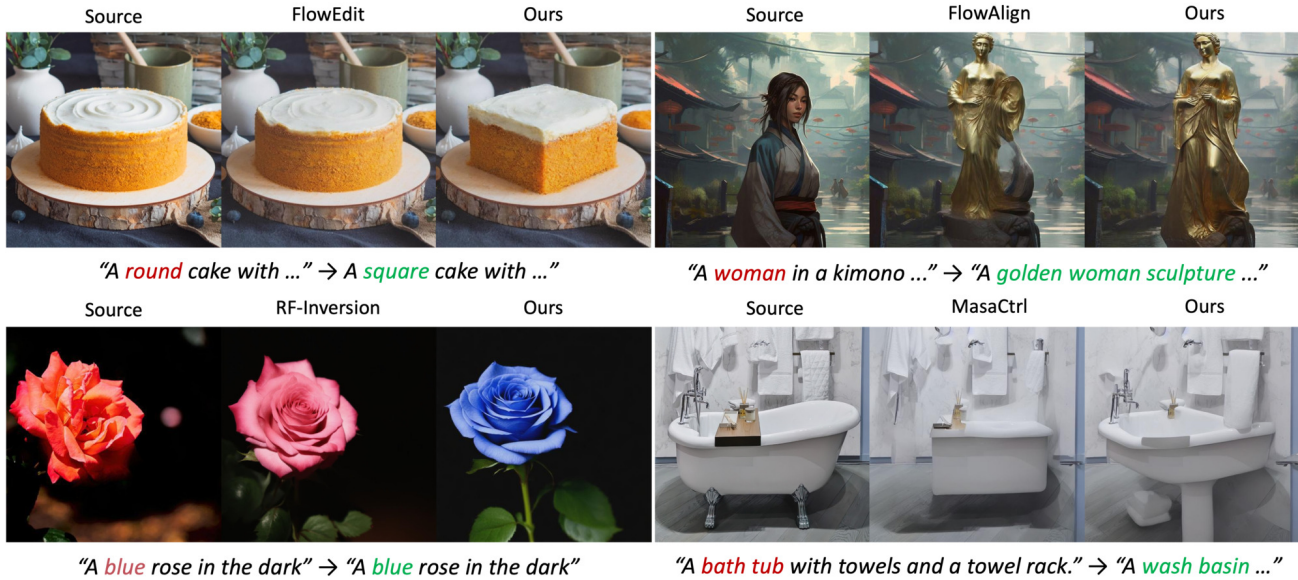 Source FlowEdit Ours
Source FlowAlign Ours
“A round cake with …” → A square cake with …”
“A woman in a kimono ...” → “A golden woman sculpture ...”
Source RF-Inversion Ours
Source MasaCtrl Ours
“A blue rose in the dark” → “A blue rose in the dark”
“A bath tub with towels and a towel rack.” → “A wash basin ...”